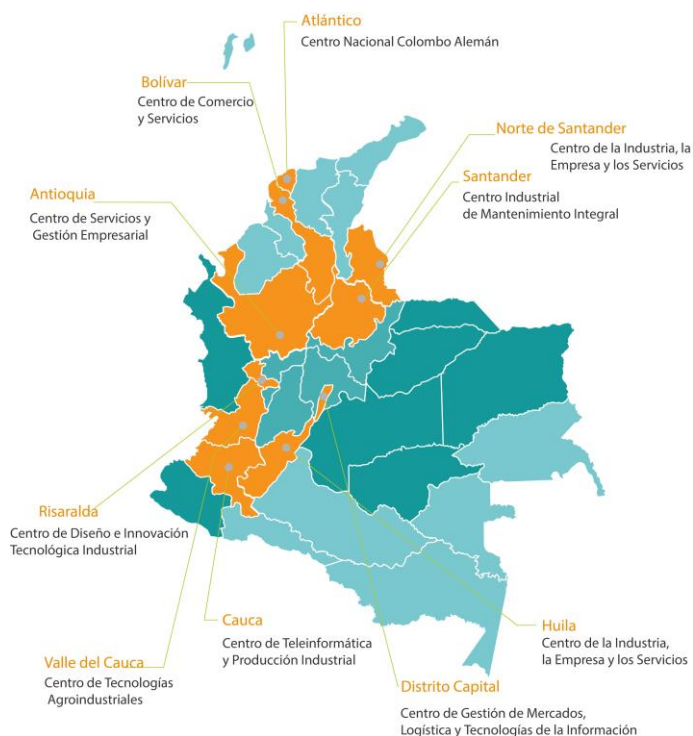 Atlántico
Centro Nacional Colombo Alemán
Bolívar
Centro de Comercio
y Servicios
Norte de Santander
Centro de la Industria, la
Empresa y los Servicios
Santander
Centro Industrial
de Mantenimiento Integral
Antioquia
Centro de Servicios y
Gestión Empresarial
Risaralda
Centro de Diseño e Innovación
Tecnológica Industrial
Cauca
Centro de Teleinformática
y Producción Industrial
Huila
Centro de la Industria,
la Empresa y los Servicios
Valle del Cauca
Centro de Tecnologías
Agroindustriales
Distrito Capital
Centro de Gestión de Mercados,
Logística y Tecnologías de la Información